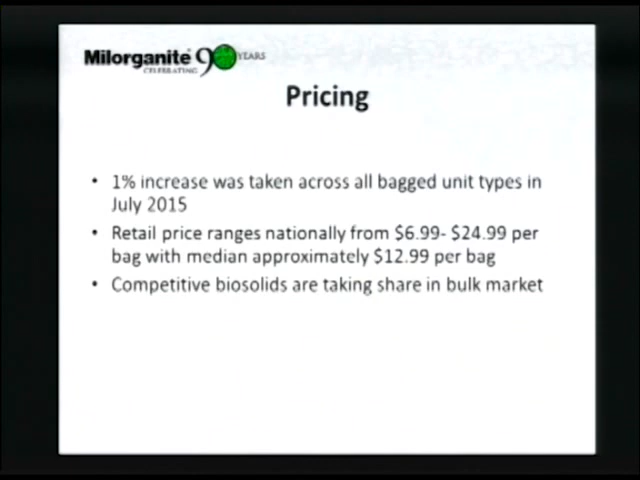 Milorganite 90 YEARS
CELEBRATING
Pricing
• 1% increase was taken across all bagged unit types in
July 2015
• Retail price ranges nationally from $6.99- $24.99 per
bag with median approximately $12.99 per bag
• Competitive biosolids are taking share in bulk market